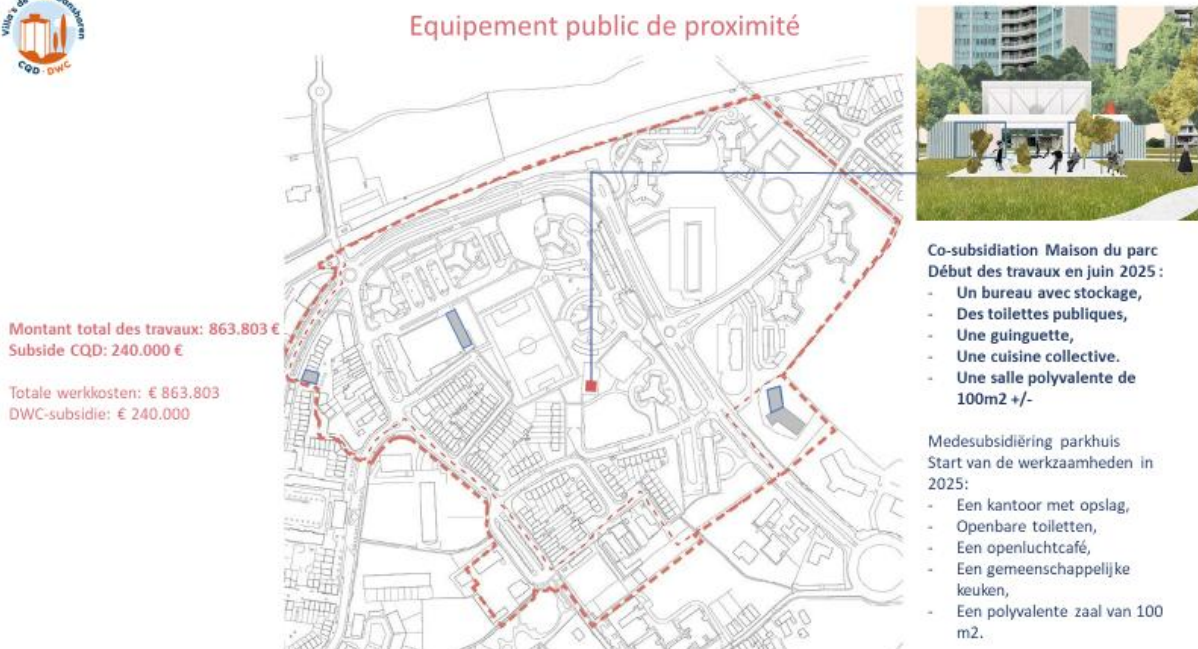 Villa's de
CQD - DWC
Equipement public de proximité
Montant total des travaux: 863.803 €
Subside CQD: 240.000 €
Totale werkkosten: € 863.803
DWC-subsidie: € 240.000
Co-subsidiation Maison du parc
Début des travaux en juin 2025 :
- Un bureau avec stockage,
- Des toilettes publiques,
- Une guinguette,
- Une cuisine collective.
- Une salle polyvalente de
100m2 +/-
Medesubsidiëring parkhuis
Start van de werkzaamheden in
2025:
- Een kantoor met opslag,
- Openbare toiletten,
- Een openluchtcafé,
- Een gemeenschappelijke
keuken,
- Een polyvalente zaal van 100
m2.